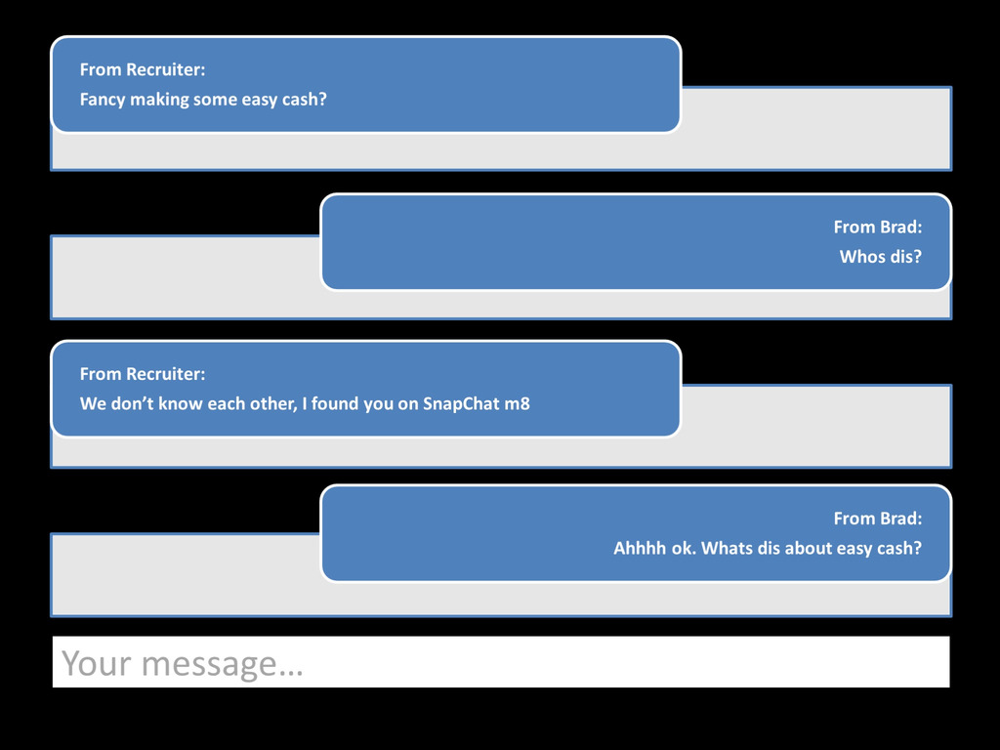 From Recruiter:
Fancy making some easy cash?
From Brad:
Whos dis?
From Recruiter:
We don’t know each other, I found you on SnapChat m8
From Brad:
Ahhhh ok. Whats dis about easy cash?
Your message…